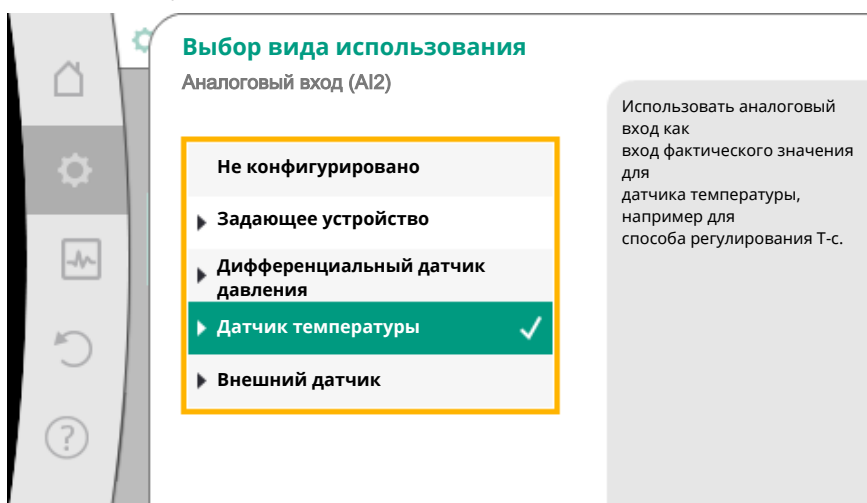 Выбор вида использования
Аналоговый вход (AI2)
Не конфигурировано
Задающее устройство
Дифференциальный датчик
давления
Датчик температуры
Внешний датчик
Использовать аналоговый
вход как
вход фактического значения
для
датчика температуры,
например для
способа регулирования T-c.
?